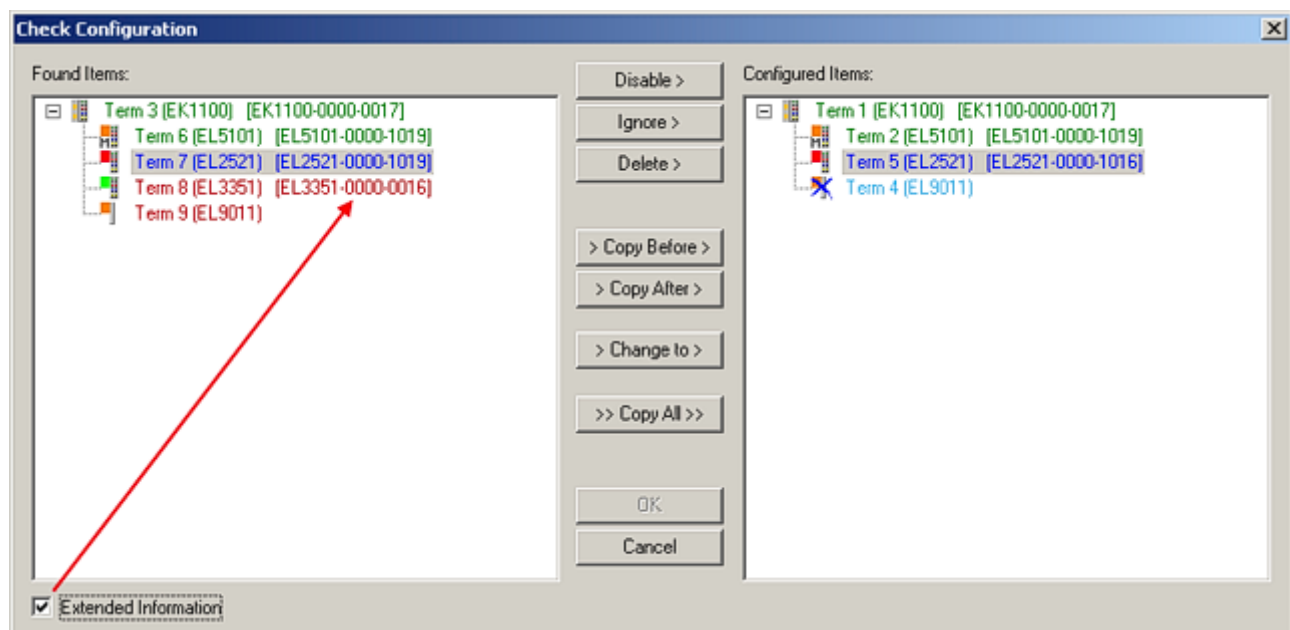 Check Configuration
Found Items:
Term 3 (EK1100) [EK1100-0000-0017]
Term 6 (EL5101) [EL5101-0000-1019]
Term 7 (EL2521) [EL2521-0000-1019]
Term 8 (EL3351) [EL3351-0000-0016]
Term 9 (EL9011)
Extended Information
Disable >
Ignore >
Delete >
> Copy Before >
> Copy After >
> Change to >
>> Copy All >>
OK
Cancel
Configured Items:
Term 1 (EK1100) [EK1100-0000-0017]
Term 2 (EL5101) [EL5101-0000-1019]
Term 5 (EL2521) [EL2521-0000-1016]
Term 4 (EL9011)